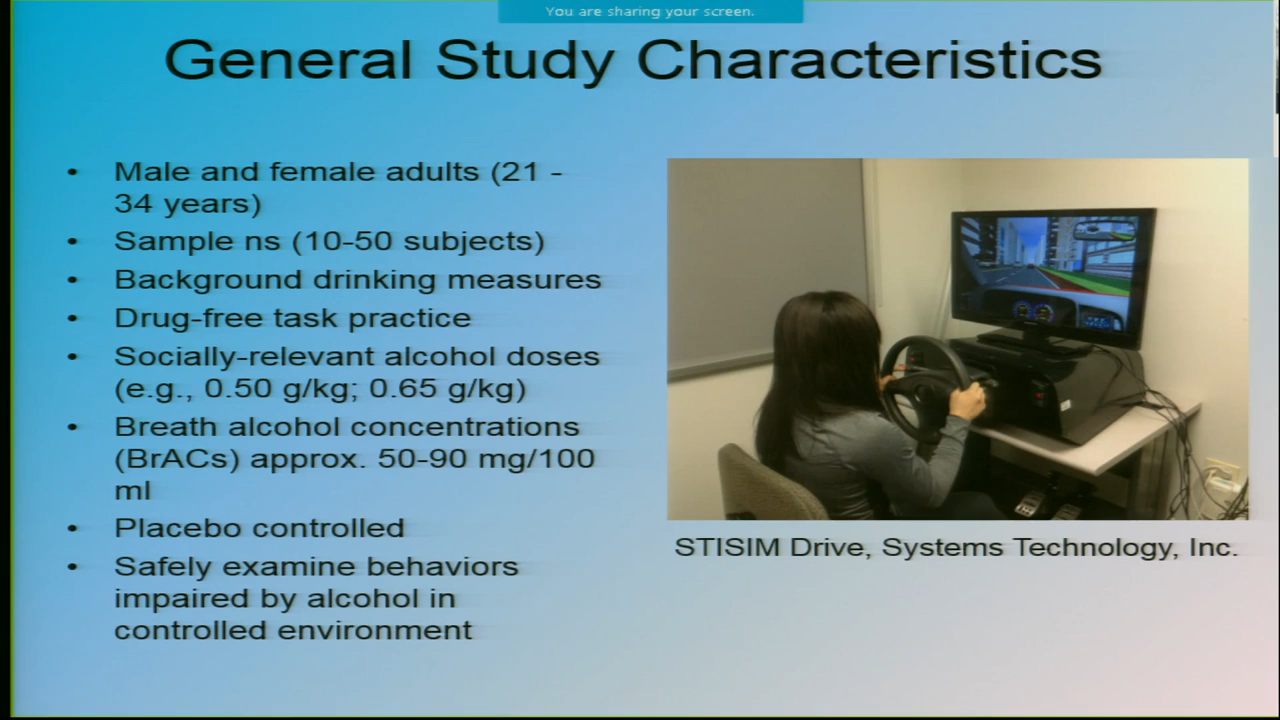 You are sharing your screen.
General Study Characteristics
• Male and female adults (21 -
34 years)
• Sample ns (10-50 subjects)
• Background drinking measures
• Drug-free task practice
• Socially-relevant alcohol doses
(e.g., 0.50 g/kg; 0.65 g/kg)
• Breath alcohol concentrations
(BrACs) approx. 50-90 mg/100
ml
• Placebo controlled
• Safely examine behaviors
impaired by alcohol in
controlled environment
STISIM Drive, Systems Technology, Inc.